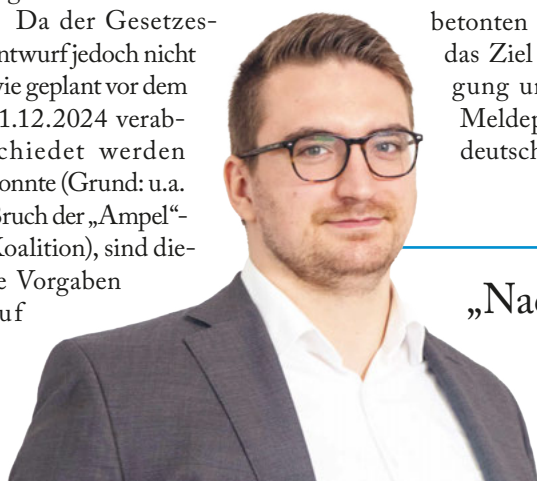 Da der Gesetzes-
entwurf jedoch nicht
wie geplant vor dem
1.12.2024 verab-
schiedet werden
konnte (Grund: u.a.
Bruch der „Ampel“-
Koalition), sind die-
e Vorgaben
uf
betonten
das Ziel
gung u
Meldep
deutsch
„Na